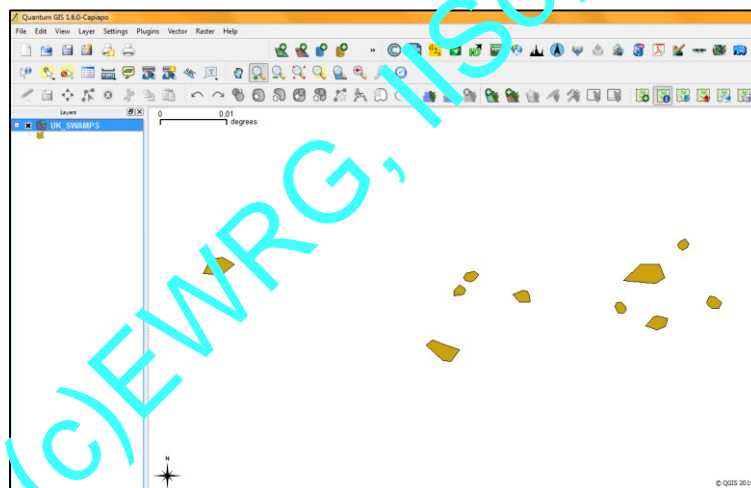 Quantum GIS 1.6.0-Capiapo
File Edit View Layer Settings Plugins Vector Raster Help
Layers
UK_SWAMPS
0 0.01
degrees
N
© QGIS 201
(c)EWRG, IISc